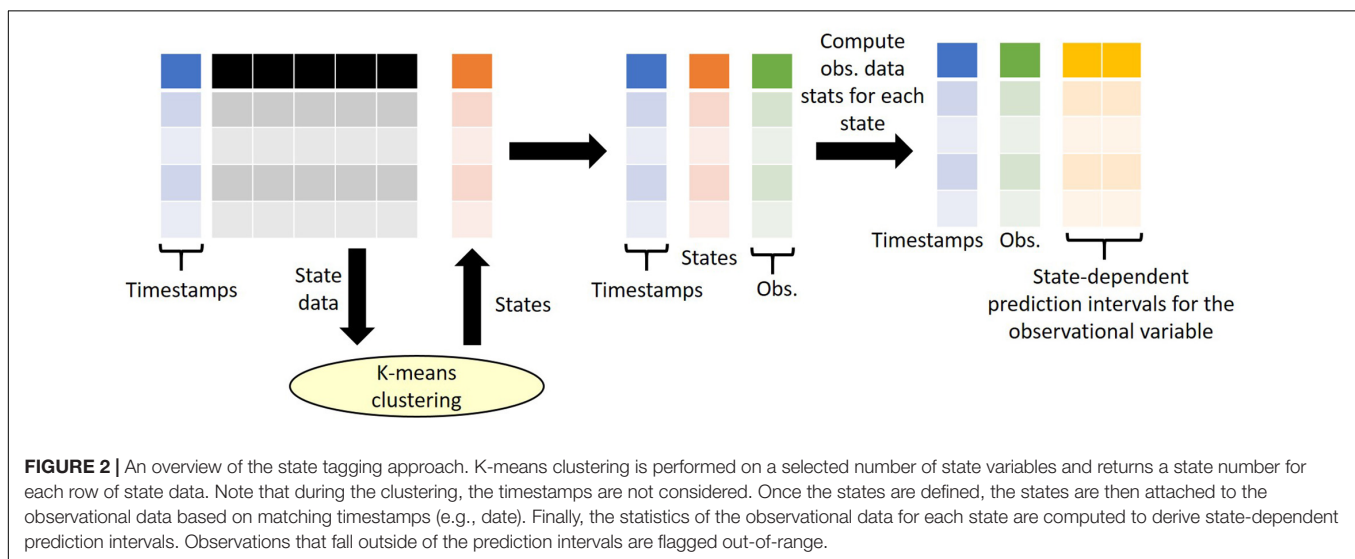 Timestamps
State
data
States
K-means
clustering
Timestamps
States
Obs.
Compute
obs. data
stats for each
state
Timestamps
Obs.
State-dependent
prediction intervals for the
observational variable
FIGURE 2 | An overview of the state tagging approach. K-means clustering is performed on a selected number of state variables and returns a state number for
each row of state data. Note that during the clustering, the timestamps are not considered. Once the states are defined, the states are then attached to the
observational data based on matching timestamps (e.g., date). Finally, the statistics of the observational data for each state are computed to derive state-dependent
prediction intervals. Observations that fall outside of the prediction intervals are flagged out-of-range.